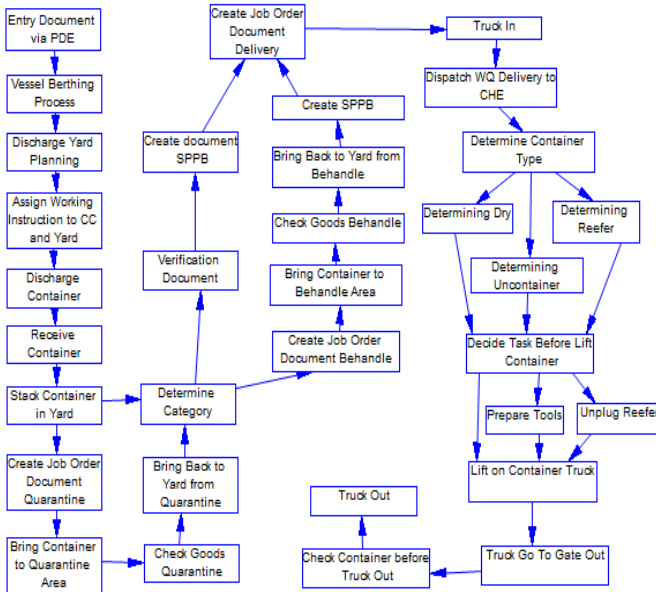 Entry Document
via PDE
Vessel Berthing
Process
Discharge Yard
Planning
Assign Working
Instruction to CC
and Yard
Discharge
Container
Receive
Container
Stack Container
in Yard
Create Job Order
Document
Quarantine
Bring Container
to Quarantine
Area
Check Goods
Quarantine
Bring Back to
Yard from
Quarantine
Determine
Category
Verification
Document
Create document
SPPB
Create Job Order
Document
Delivery
Create Job Order
Document Behandle
Bring Container to
Behandle Area
Check Goods Behandle
Bring Back to Yard from
Behandle
Create SPPB
Truck In
Dispatch WQ Delivery to
CHE
Determine Container
Type
Determining Dry
Determining
Uncontainer
Determining
Reefer
Decide Task Before Lift
Container
Prepare Tools
Unplug Reefer
Lift on Container Truck
Truck Go To Gate Out
Check Container before
Truck Out
Truck Out